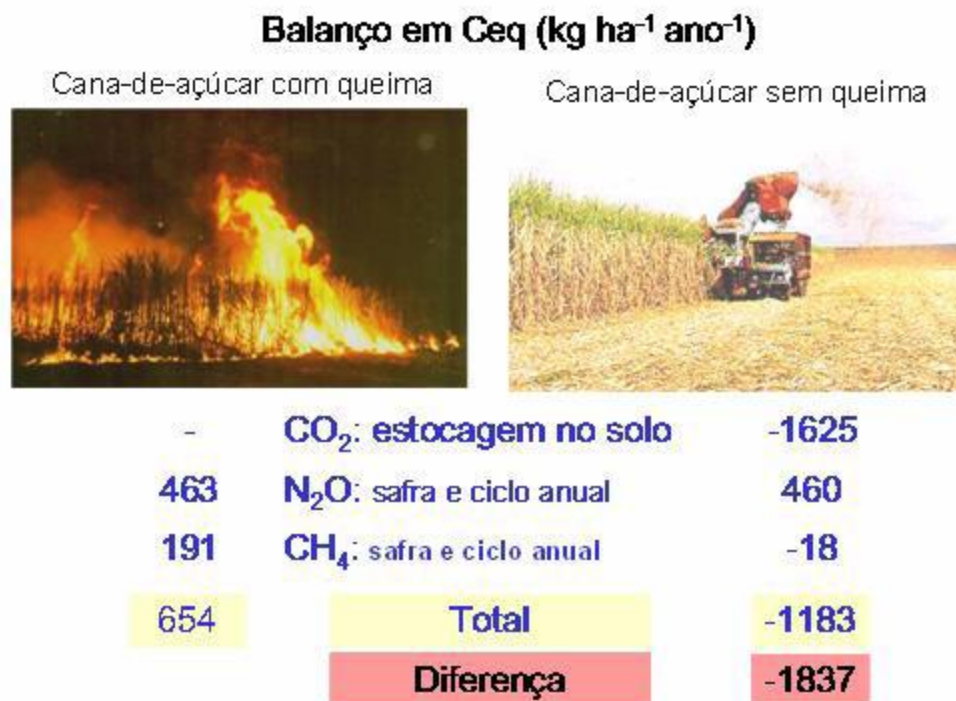 Balanço em Ceq (kg ha⁻¹ ano⁻¹)
Cana-de-açúcar com queima
Cana-de-açúcar sem queima
- CO₂: estocagem no solo -1625
463 N₂O: safra e ciclo anual 460
191 CH₄: safra e ciclo anual -18
654 Total -1183
Diferença -1837